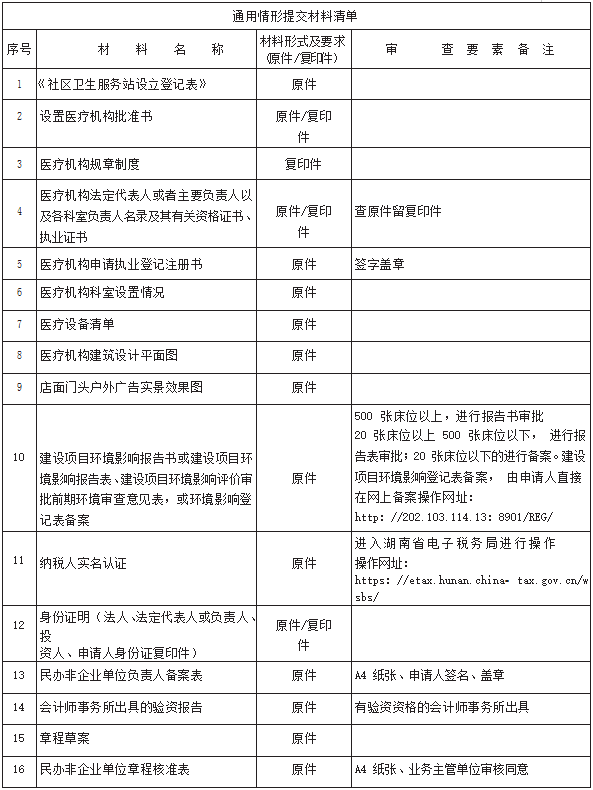 通用情形提交材料清单
序号 材 料 名 称 材料形式及要求 (原件/复印件) 审 查 要 素 备 注
1 《社区卫生服务站设立登记表》 原件
2 设置医疗机构批准书 原件/复印
件
3 医疗机构规章制度 复印件
4 医疗机构法定代表人或者主要负责人以
及各科室负责人名录及其有关资格证书、
执业证书
原件/复印
件
查原件留复印件
5 医疗机构申请执业登记注册书 原件 签字盖章
6 医疗机构科室设置情况 原件
7 医疗设备清单 原件
8 医疗机构建筑设计平面图 原件
9 店面门头户外广告实景效果图 原件
10 建设项目环境影响报告书或建设项目环
境影响报告表、建设项目环境影响评价审
批前期环境审查意见表，或环境影响登
记表备案
原件
500 张床位以上，进行报告书审批
20 张床位以上 500 张床位以下， 进行报
告表审批；20 张床位以下的进行备案。建设
项目环境影响登记表备案， 由申请人直接
在网上备案操作网址：
http：//202.103.114.13：8901/REG/
11 纳税人实名认证 原件
进入湖南省电子税务局进行操作
操作网址：
https：//etax.hunan.china- tax.gov.cn/w
sbs/
12 身份证明（法人、法定代表人或负责人、
投
资人、申请人身份证复印件）
原件/复印
件
13 民办非企业单位负责人备案表 原件 A4 纸张、申请人签名、盖章
14 会计师事务所出具的验资报告 原件 有验资资格的会计师事务所出具
15 章程草案 原件
16 民办非企业单位章程核准表 原件 A4 纸张、业务主管单位审核同意